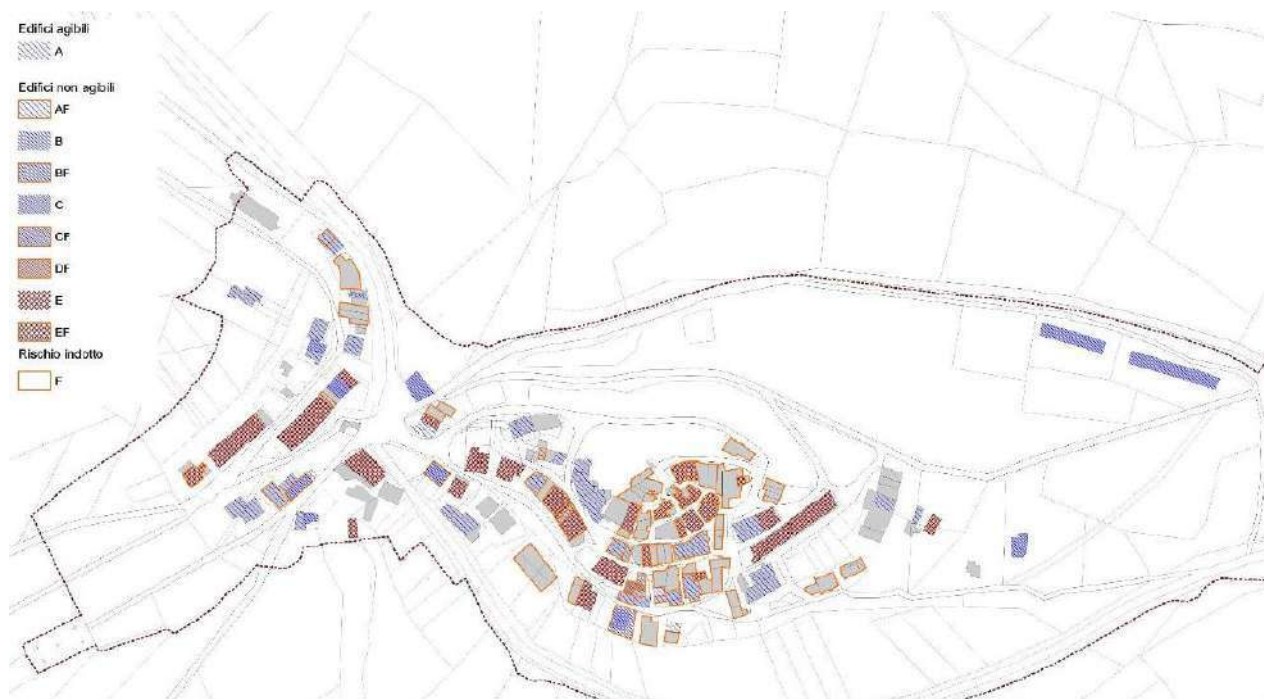 Edifici agibili
A
Edifici non agibili
AF
B
BF
C
CF
DF
E
EF
Rischio indotto
F